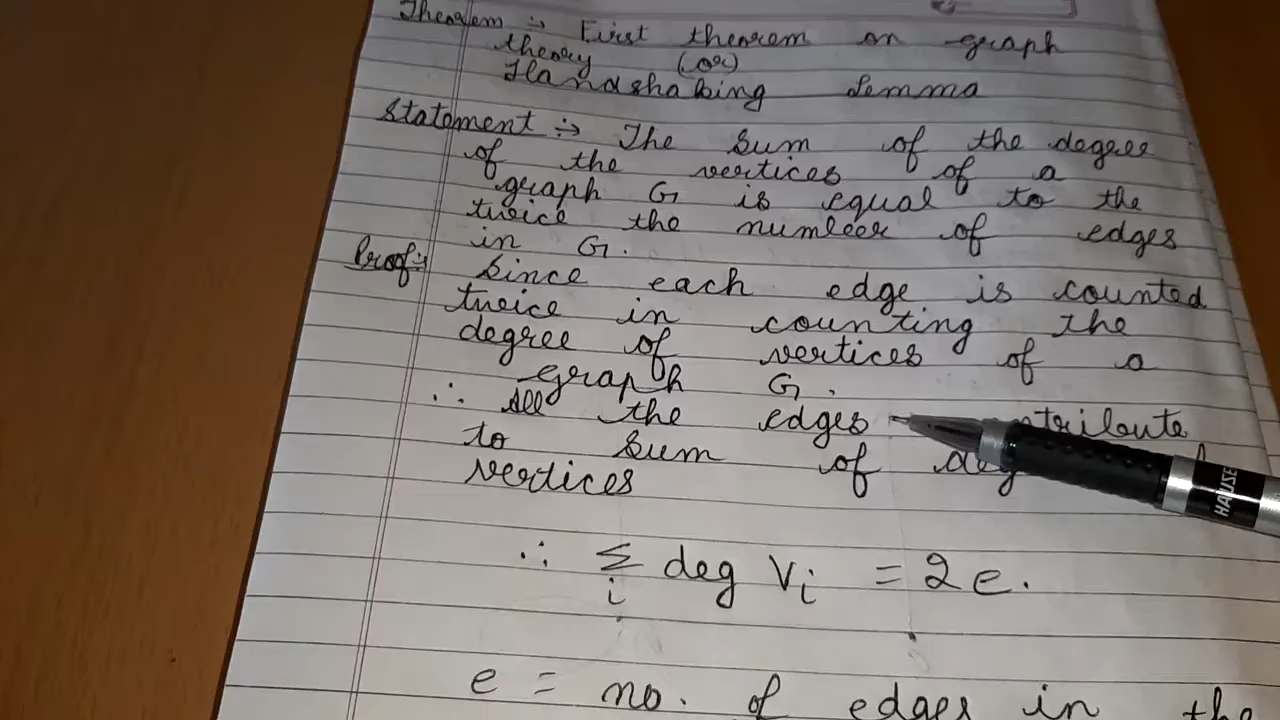 Theorem :- First theorem on graph
theory (or)
Handshaking Lemma
Statement :- The sum of the degree
of the vertices of a
graph G is equal to the
twice the number of edges
in G.
Proof :- Since each edge is counted
twice in counting the
degree of vertices of a
graph G.
∴ All the edges
to sum of
vertices
∴ Σ deg Vi = 2e.
i
e = no. of edges in the
HAUSE